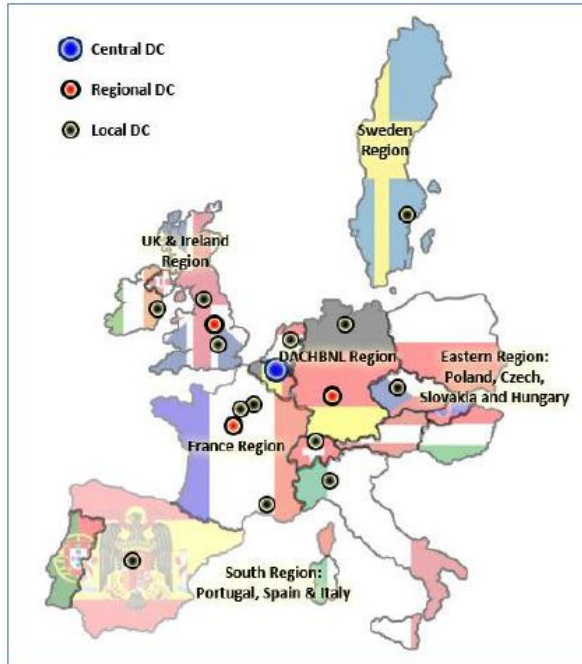 Central DC
Regional DC
Local DC
Sweden
Region
UK & Ireland
Region
DACHBNL Region
Eastern Region:
Poland, Czech,
Slovakia and Hungary
France Region
South Region:
Portugal, Spain & Italy